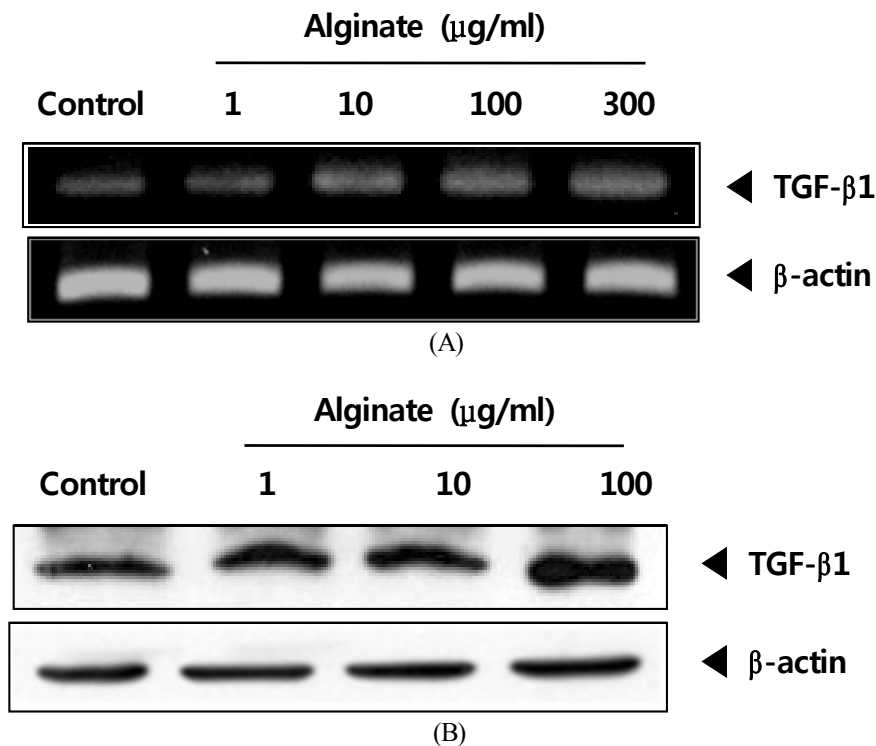 Alginate (μg/ml)
Control 1 10 100 300
TGF-β1
β-actin
(A)
Alginate (μg/ml)
Control 1 10 100
TGF-β1
β-actin
(B)